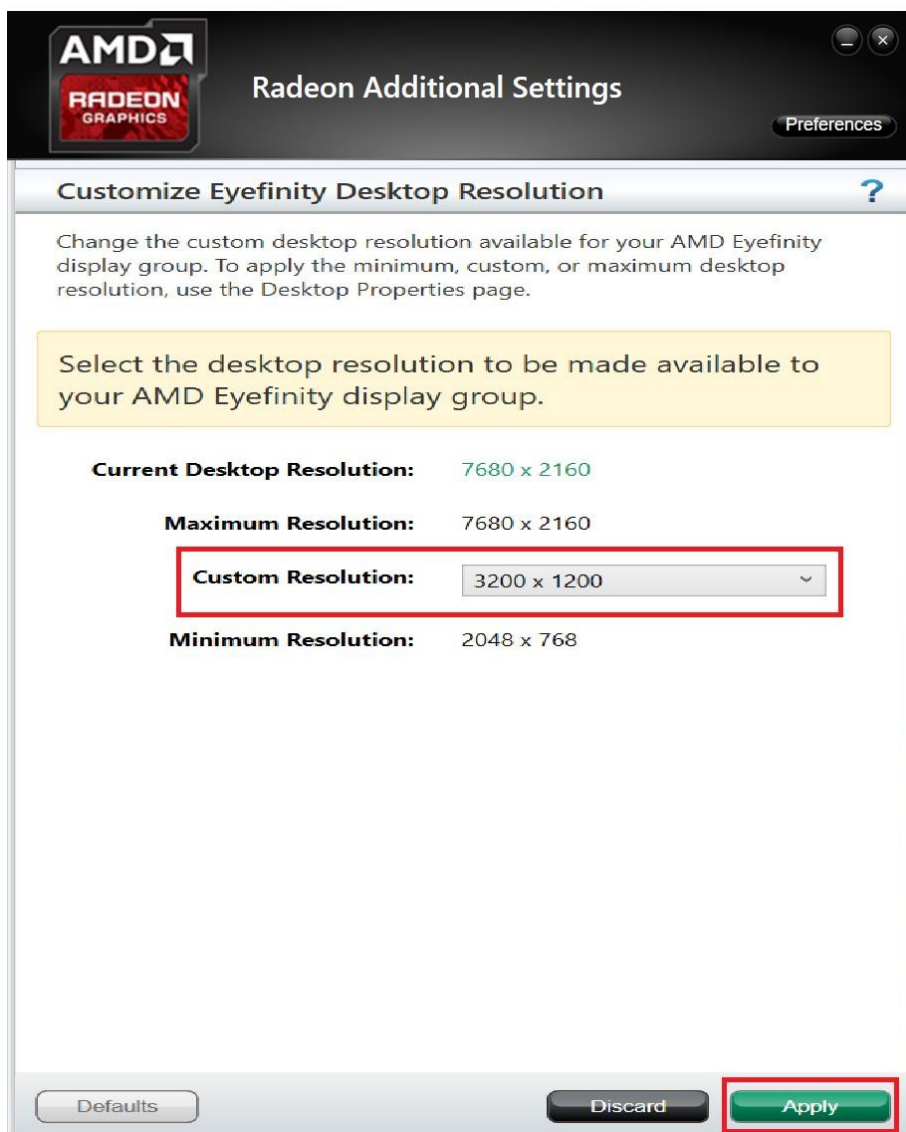 AMD
RADEON
GRAPHICS
Radeon Additional Settings
Preferences
Customize Eyefinity Desktop Resolution ?
Change the custom desktop resolution available for your AMD Eyefinity
display group. To apply the minimum, custom, or maximum desktop
resolution, use the Desktop Properties page.
Select the desktop resolution to be made available to
your AMD Eyefinity display group.
Current Desktop Resolution: 7680 x 2160
Maximum Resolution: 7680 x 2160
Custom Resolution: 3200 x 1200
Minimum Resolution: 2048 x 768
Defaults Discard Apply